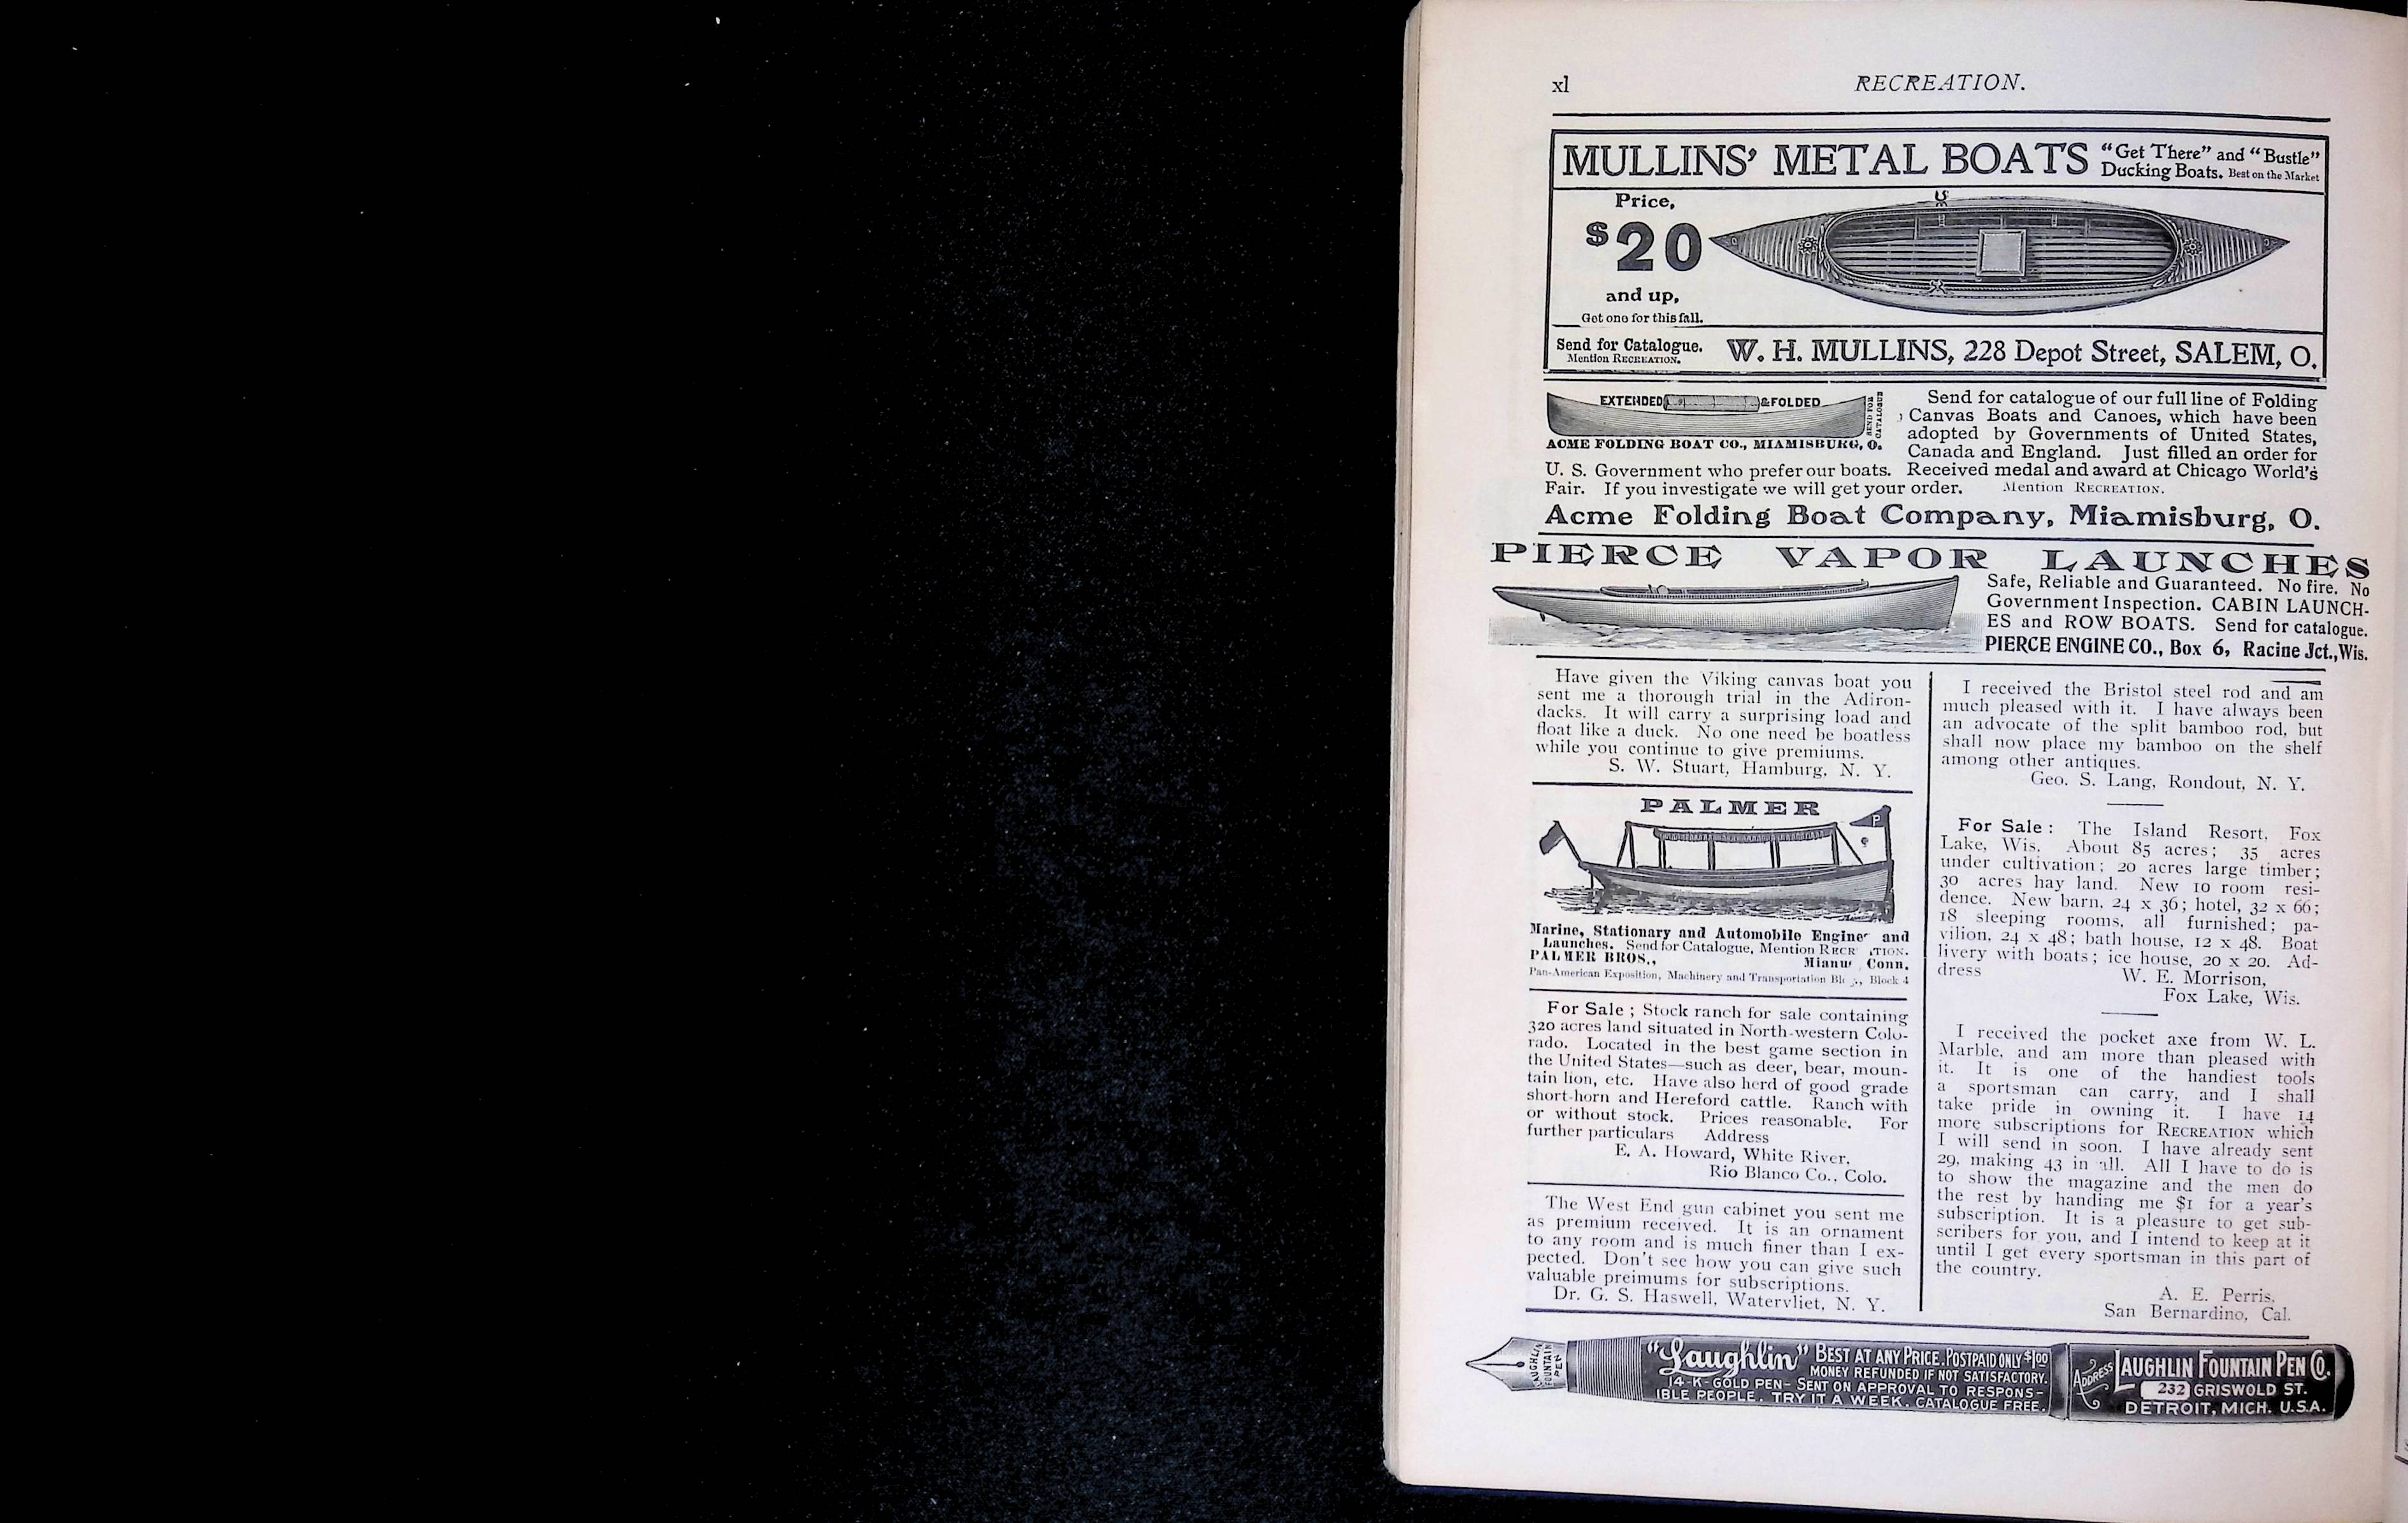 xl
RECREATION.
MULLINS' METAL BOATS
"Get There" and "Bustle"
Ducking Boats. Best on the Market
Price,
$20
and up,
Get one for this fall.
Send for Catalogue.
Mention RECREATION.
W. H. MULLINS, 228 Depot Street, SALEM, O.
EXTENDED & FOLDED
SEND FOR
CATALOGUE
ACME FOLDING BOAT CO., MIAMISBURG, O.
Send for catalogue of our full line of Folding
Canvas Boats and Canoes, which have been
adopted by Governments of United States,
Canada and England. Just filled an order for
U. S. Government who prefer our boats. Received medal and award at Chicago World's
Fair. If you investigate we will get your order. Mention RECREATION.
Acme Folding Boat Company, Miamisburg, O.
PIERCE VAPOR LAUNCHES
Safe, Reliable and Guaranteed. No fire. No
Government Inspection. CABIN LAUNCH-
ES and ROW BOATS. Send for catalogue.
PIERCE ENGINE CO., Box 6, Racine Jct., Wis.
Have given the Viking canvas boat you
sent me a thorough trial in the Adiron-
dacks. It will carry a surprising load and
float like a duck. No one need be boatless
while you continue to give premiums.
S. W. Stuart, Hamburg, N. Y.
PALMER
P
Marine, Stationary and Automobile Engines and
Launches. Send for Catalogue, Mention RECR ATION.
PALMER BROS., Mianu Conn.
Pan-American Exposition, Machinery and Transportation Bl g., Block 4
For Sale ; Stock ranch for sale containing
320 acres land situated in North-western Colo-
rado. Located in the best game section in
the United States—such as deer, bear, moun-
tain lion, etc. Have also herd of good grade
short-horn and Hereford cattle. Ranch with
or without stock. Prices reasonable. For
further particulars Address
E. A. Howard, White River,
Rio Blanco Co., Colo.
The West End gun cabinet you sent me
as premium received. It is an ornament
to any room and is much finer than I ex-
pected. Don't see how you can give such
valuable preimums for subscriptions.
Dr. G. S. Haswell, Watervliet, N. Y.
I received the Bristol steel rod and am
much pleased with it. I have always been
an advocate of the split bamboo rod, but
shall now place my bamboo on the shelf
among other antiques.
Geo. S. Lang, Rondout, N. Y.
For Sale : The Island Resort, Fox
Lake, Wis. About 85 acres; 35 acres
under cultivation; 20 acres large timber;
30 acres hay land. New 10 room resi-
dence. New barn, 24 x 36; hotel, 32 x 66;
18 sleeping rooms, all furnished; pa-
vilion, 24 x 48; bath house, 12 x 48. Boat
livery with boats; ice house, 20 x 20. Ad-
dress W. E. Morrison,
Fox Lake, Wis.
I received the pocket axe from W. L.
Marble, and am more than pleased with
it. It is one of the handiest tools
a sportsman can carry, and I shall
take pride in owning it. I have 14
more subscriptions for RECREATION which
I will send in soon. I have already sent
29, making 43 in all. All I have to do is
to show the magazine and the men do
the rest by handing me $1 for a year's
subscription. It is a pleasure to get sub-
scribers for you, and I intend to keep at it
until I get every sportsman in this part of
the country.
A. E. Perris,
San Bernardino, Cal.
LAUGHLIN
FOUNTAIN
PEN
"Laughlin" BEST AT ANY PRICE. POSTPAID ONLY $1.00
MONEY REFUNDED IF NOT SATISFACTORY.
14-K-GOLD PEN- SENT ON APPROVAL TO RESPONS-
IBLE PEOPLE. TRY IT A WEEK. CATALOGUE FREE.
ADDRESS
LAUGHLIN FOUNTAIN PEN CO.
232 GRISWOLD ST.
DETROIT, MICH. U.S.A.